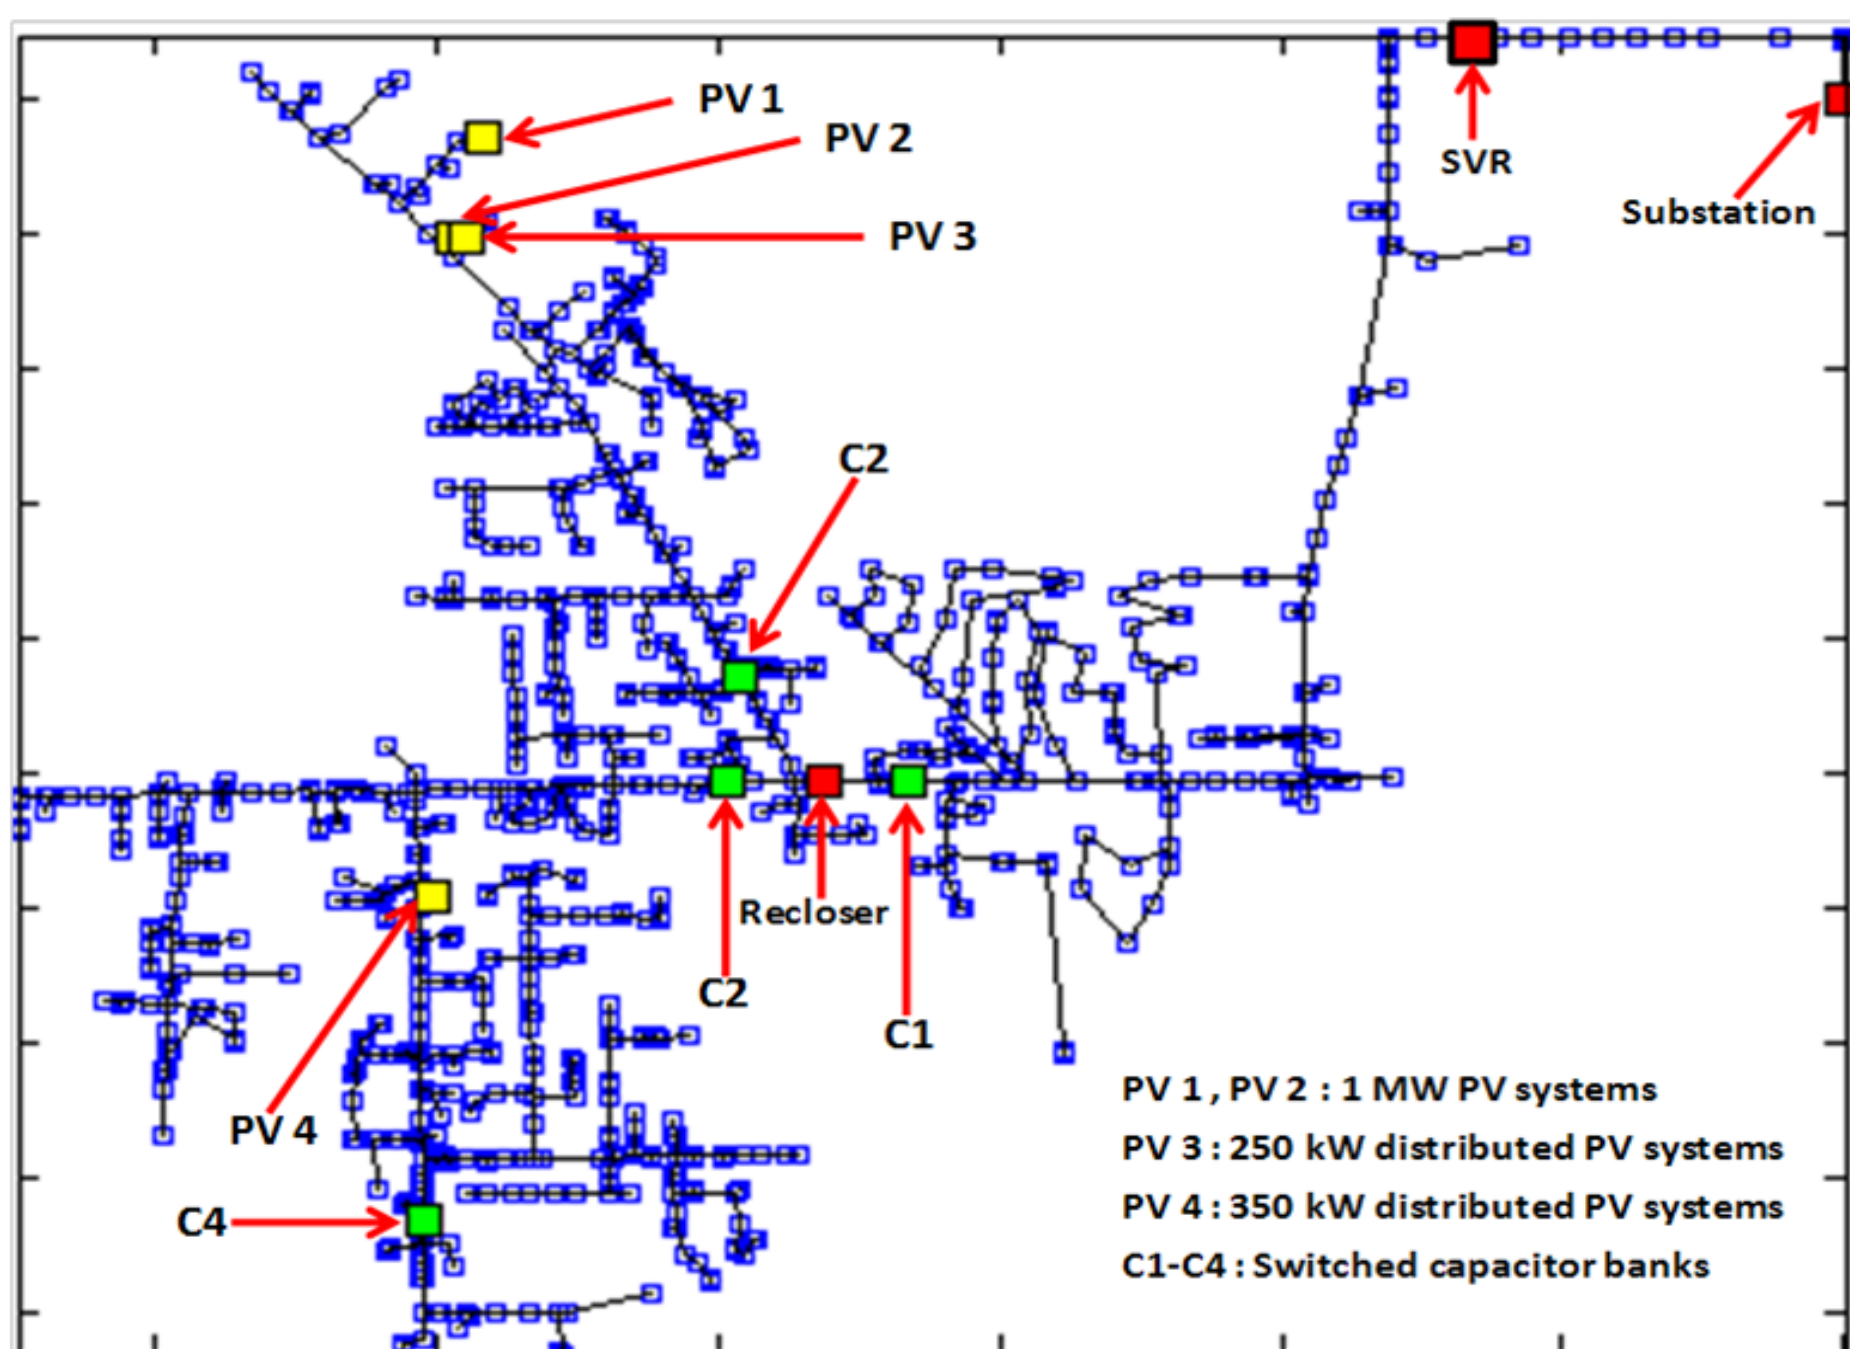 PV 1
PV 2
SVR
Substation
PV 3
C2
Recloser
C2
C1
PV 4
C4
PV 1 , PV 2 : 1 MW PV systems
PV 3 : 250 kW distributed PV systems
PV 4 : 350 kW distributed PV systems
C1-C4 : Switched capacitor banks